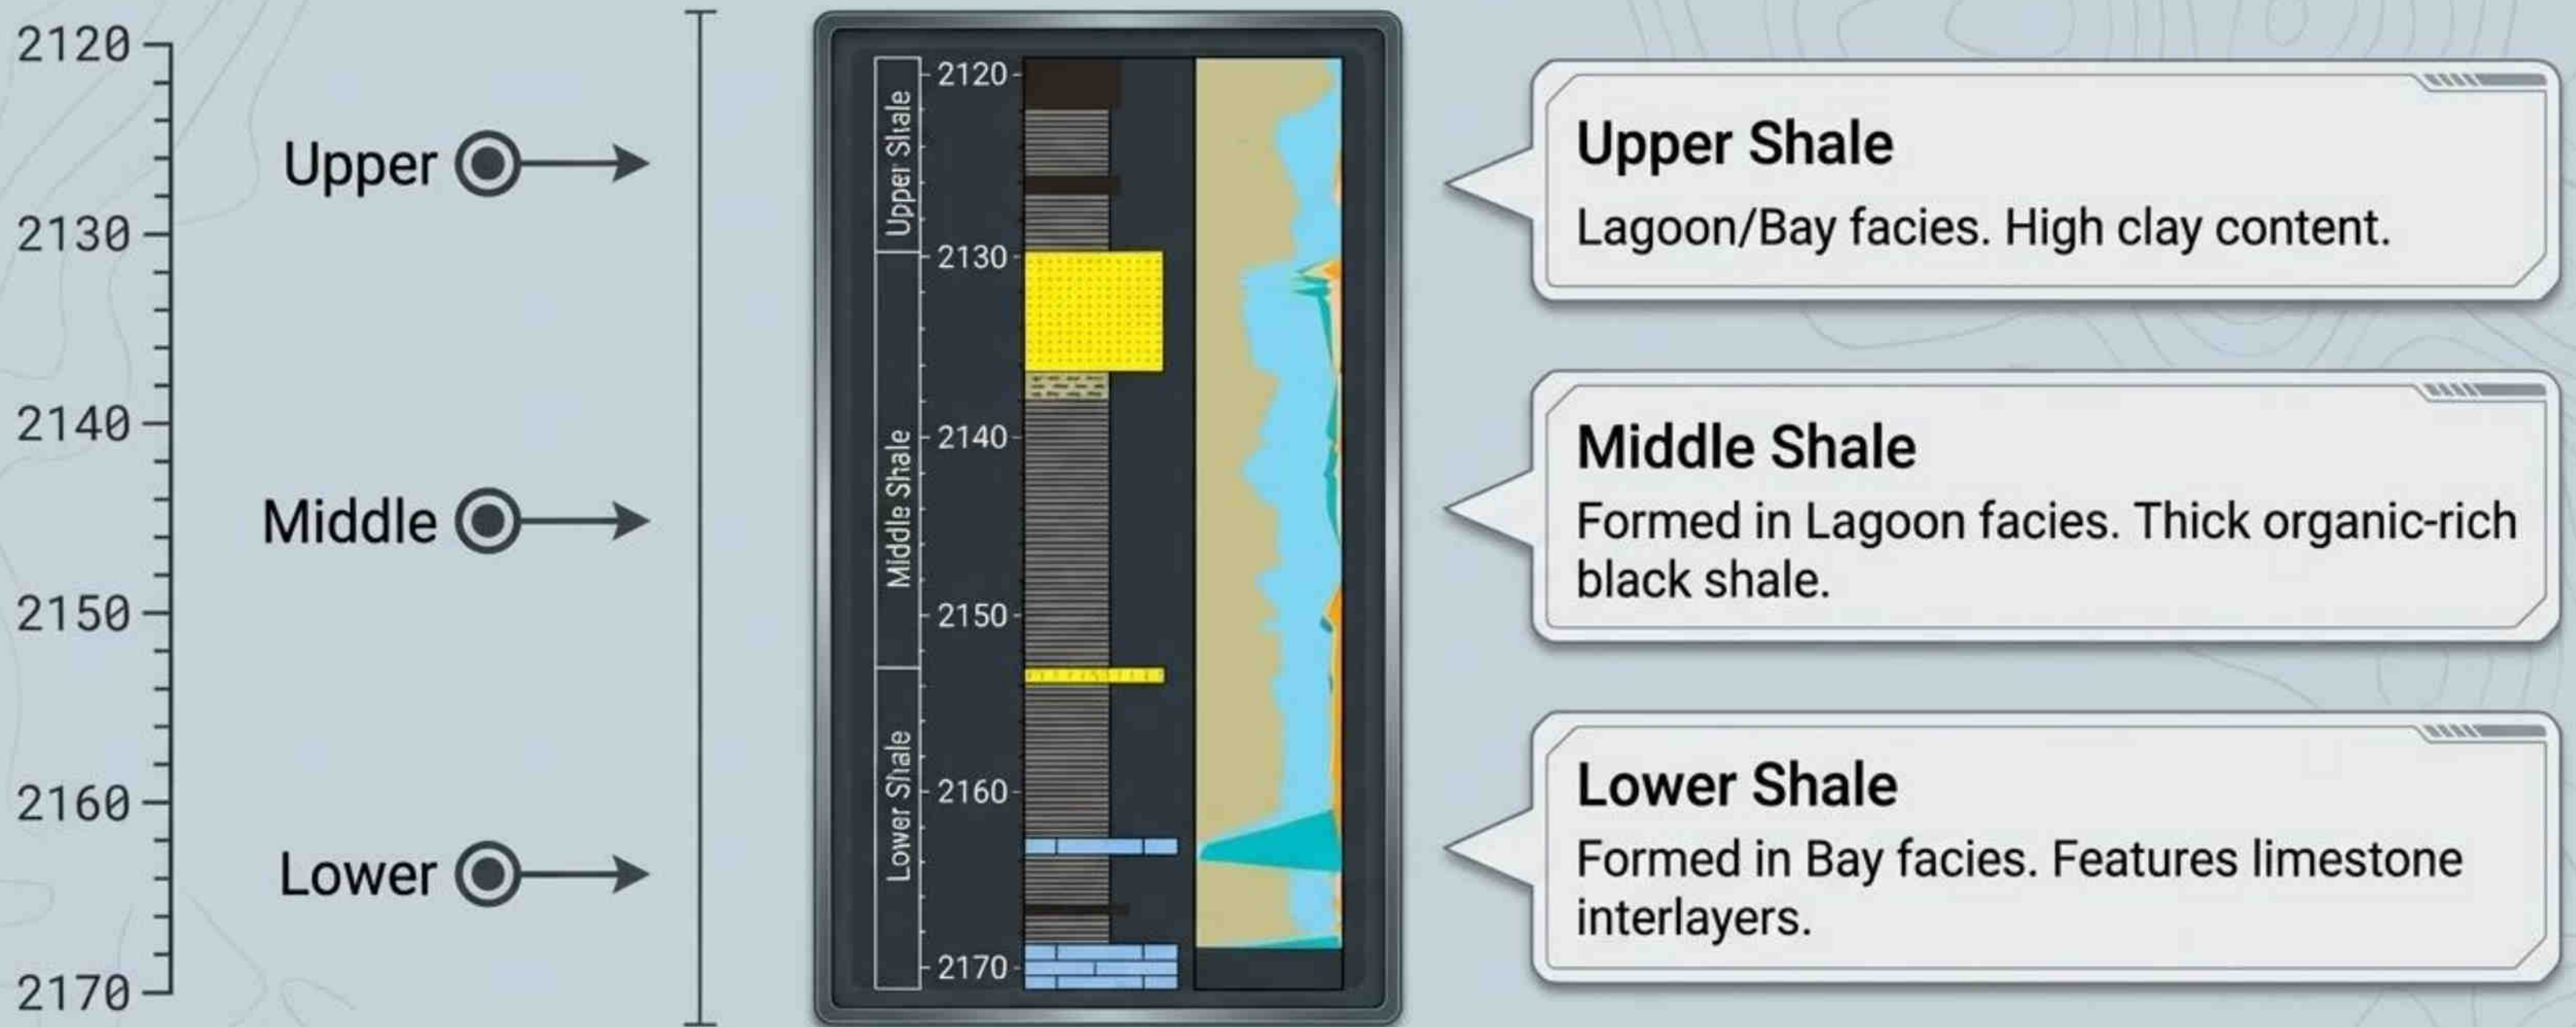 2120
2130
2140
2150
2160
2170
Upper
Middle
Lower
Upper Shale
Middle Shale
Lower Shale
2120
2130
2140
2150
2160
2170
Upper Shale
Lagoon/Bay facies. High clay content.
Middle Shale
Formed in Lagoon facies. Thick organic-rich
black shale.
Lower Shale
Formed in Bay facies. Features limestone
interlayers.